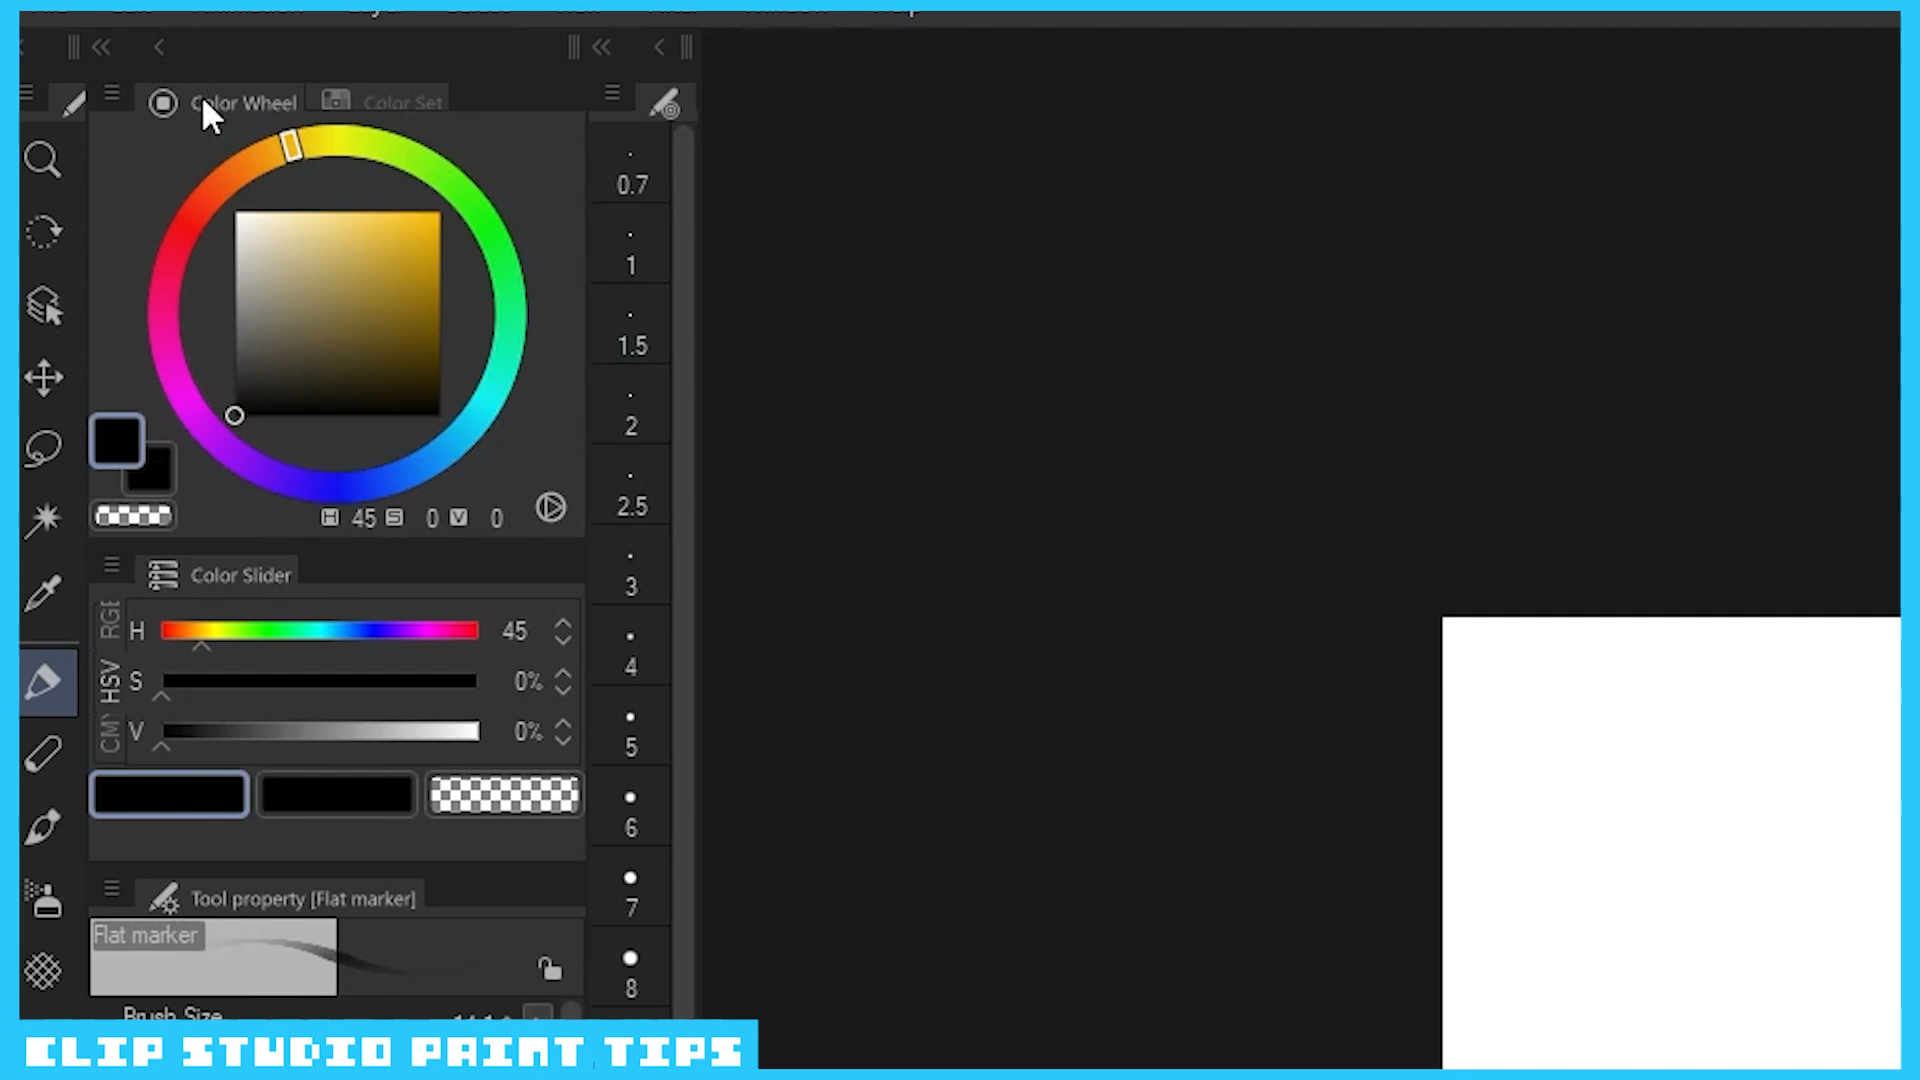 Color Wheel
Color Set
0.7
1
1.5
2
2.5
3
4
5
6
7
8
H 45 S 0 V 0
Color Slider
RGB
HSV
CMY
H 45
S 0%
V 0%
Tool property [Flat marker]
Flat marker
Brush Size
CLIP STUDIO PAINT TIPS